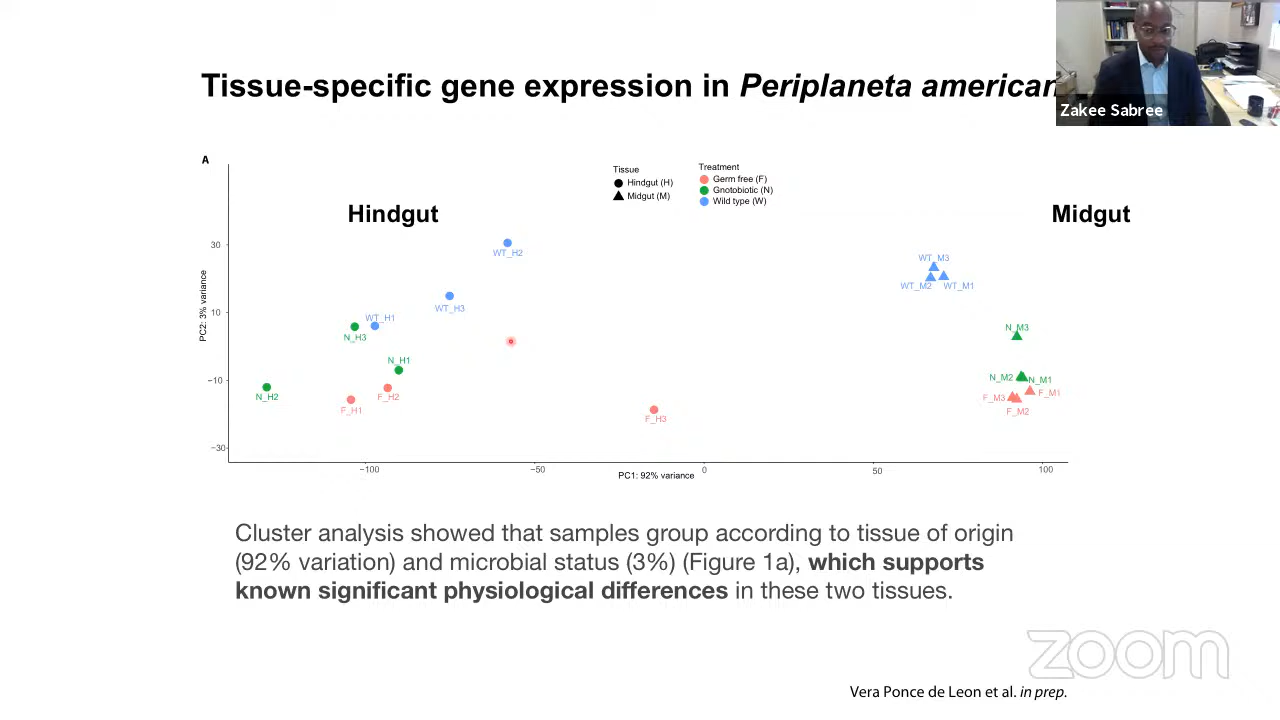 Tissue-specific gene expression in Periplaneta american
Zakee Sabree
A
Tissue
Hindgut (H)
Midgut (M)
Treatment
Germ free (F)
Gnotobiotic (N)
Wild type (W)
Hindgut
Midgut
PC2: 3% variance
30
10
−10
−30
WT_H2
WT_H3
WT_H1
N_H3
N_H1
N_H2
F_H1
F_H2
F_H3
WT_M3
WT_M2
WT_M1
N_M3
N_M2
N_M1
F_M3
F_M1
F_M2
−100
−50
0
50
100
PC1: 92% variance
Cluster analysis showed that samples group according to tissue of origin
(92% variation) and microbial status (3%) (Figure 1a), which supports
known significant physiological differences in these two tissues.
zoom
Vera Ponce de Leon et al. in prep.